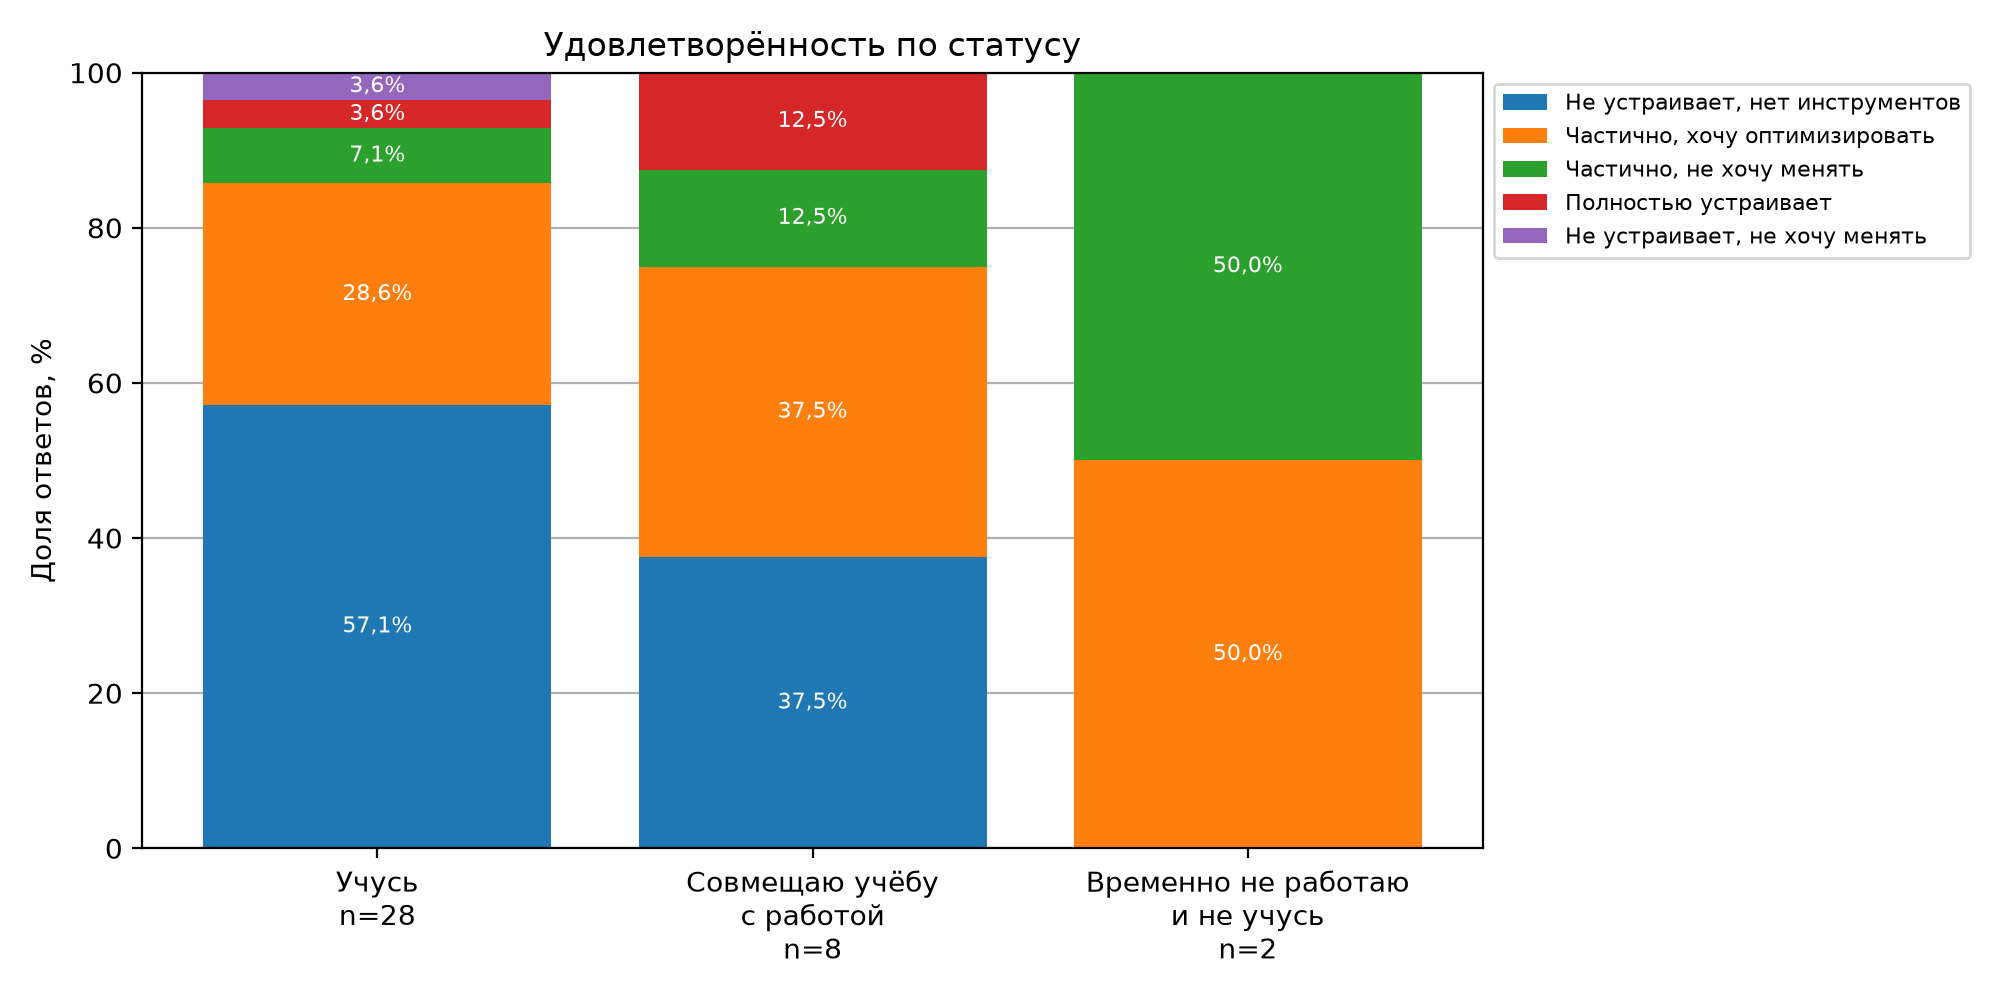 Удовлетворённость по статусу
Доля ответов, %
100
80
60
40
20
0
3,6%
3,6%
7,1%
28,6%
57,1%
12,5%
12,5%
37,5%
37,5%
50,0%
50,0%
Учусь
n=28
Совмещаю учёбу
с работой
n=8
Временно не работаю
и не учусь
n=2
Не устраивает, нет инструментов
Частично, хочу оптимизировать
Частично, не хочу менять
Полностью устраивает
Не устраивает, не хочу менять